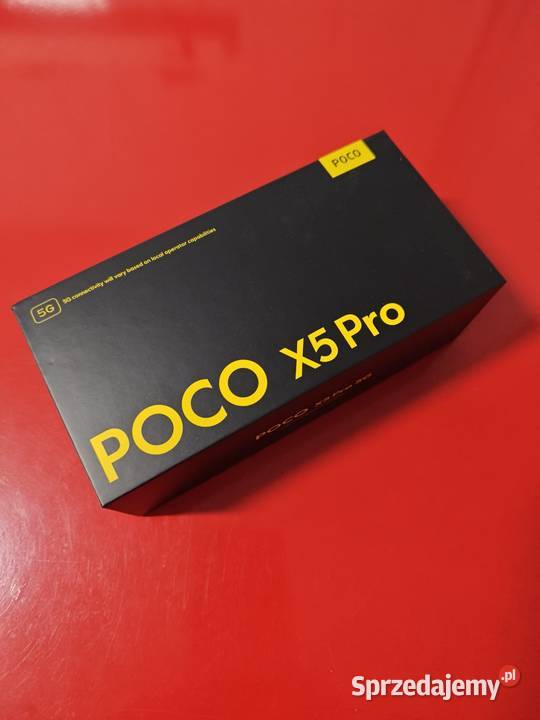 POCO
5G 5G connectivity will vary based on local operator capabilities
POCO X5 Pro
POCO X5 Pro 5G
Sprzedajemy.pl